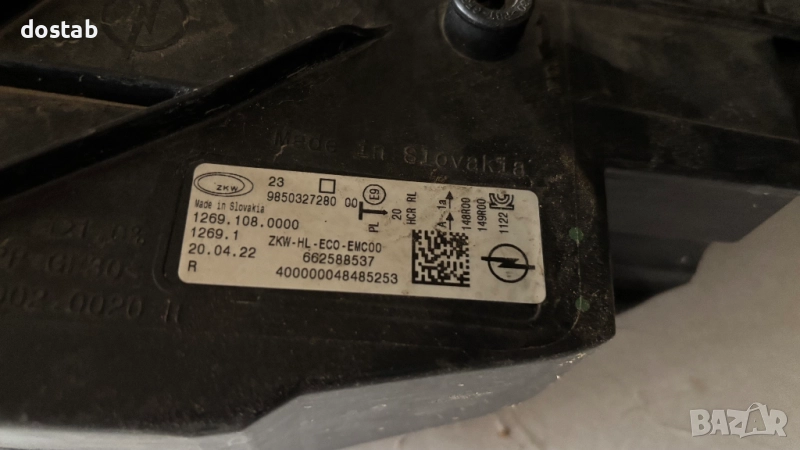 dostab
Made in Slovakia
ZKW
23
9850327280 00
Made in Slovakia
1269.108.0000
1269.1
ZKW-HL-ECO-EMC00
20.04.22
662588537
R
400000048485253
E9
PL
20
HCR RL
A
1a
148R00
149R00
1122
BAZAR